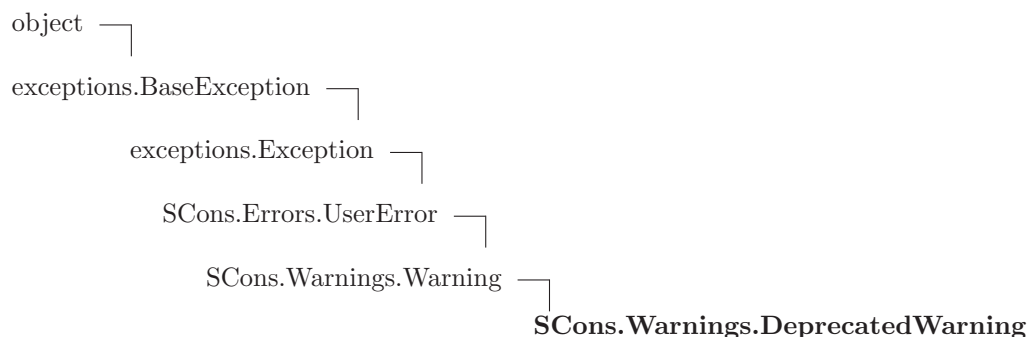 object
exceptions.BaseException
exceptions.Exception
SCons.Errors.UserError
SCons.Warnings.Warning
SCons.Warnings.DeprecatedWarning